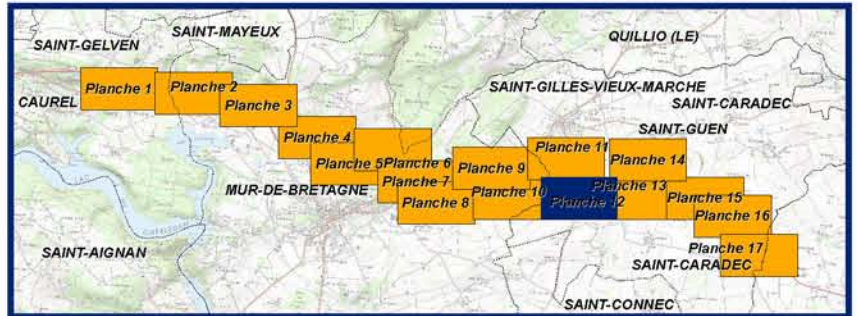 SAINT-GELVEN
SAINT-MAYEUX
QUILLIO (LE)
SAINT-GILLES-VIEUX-MARCHE
CAUREL
SAINT-CARADEC
SAINT-GUEN
Planche 1
Planche 2
Planche 3
Planche 4
Planche 5
Planche 6
Planche 7
Planche 8
Planche 9
Planche 10
Planche 11
Planche 12
Planche 13
Planche 14
Planche 15
Planche 16
Planche 17
MUR-DE-BRETAGNE
SAINT-AIGNAN
SAINT-CARADEC
SAINT-CONNEC